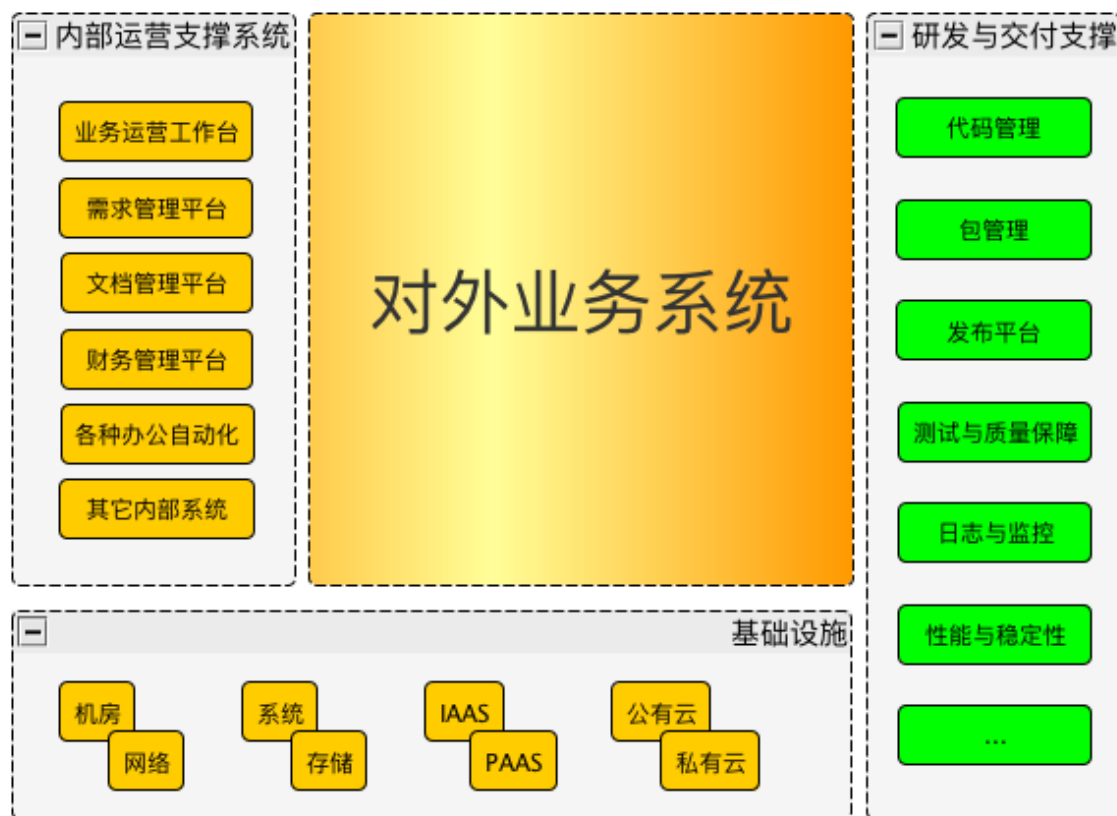 内部运营支撑系统
业务运营工作台
需求管理平台
文档管理平台
财务管理平台
各种办公自动化
其它内部系统
对外业务系统
研发与交付支撑
代码管理
包管理
发布平台
测试与质量保障
日志与监控
性能与稳定性
...
基础设施
机房
网络
系统
存储
IAAS
PAAS
公有云
私有云